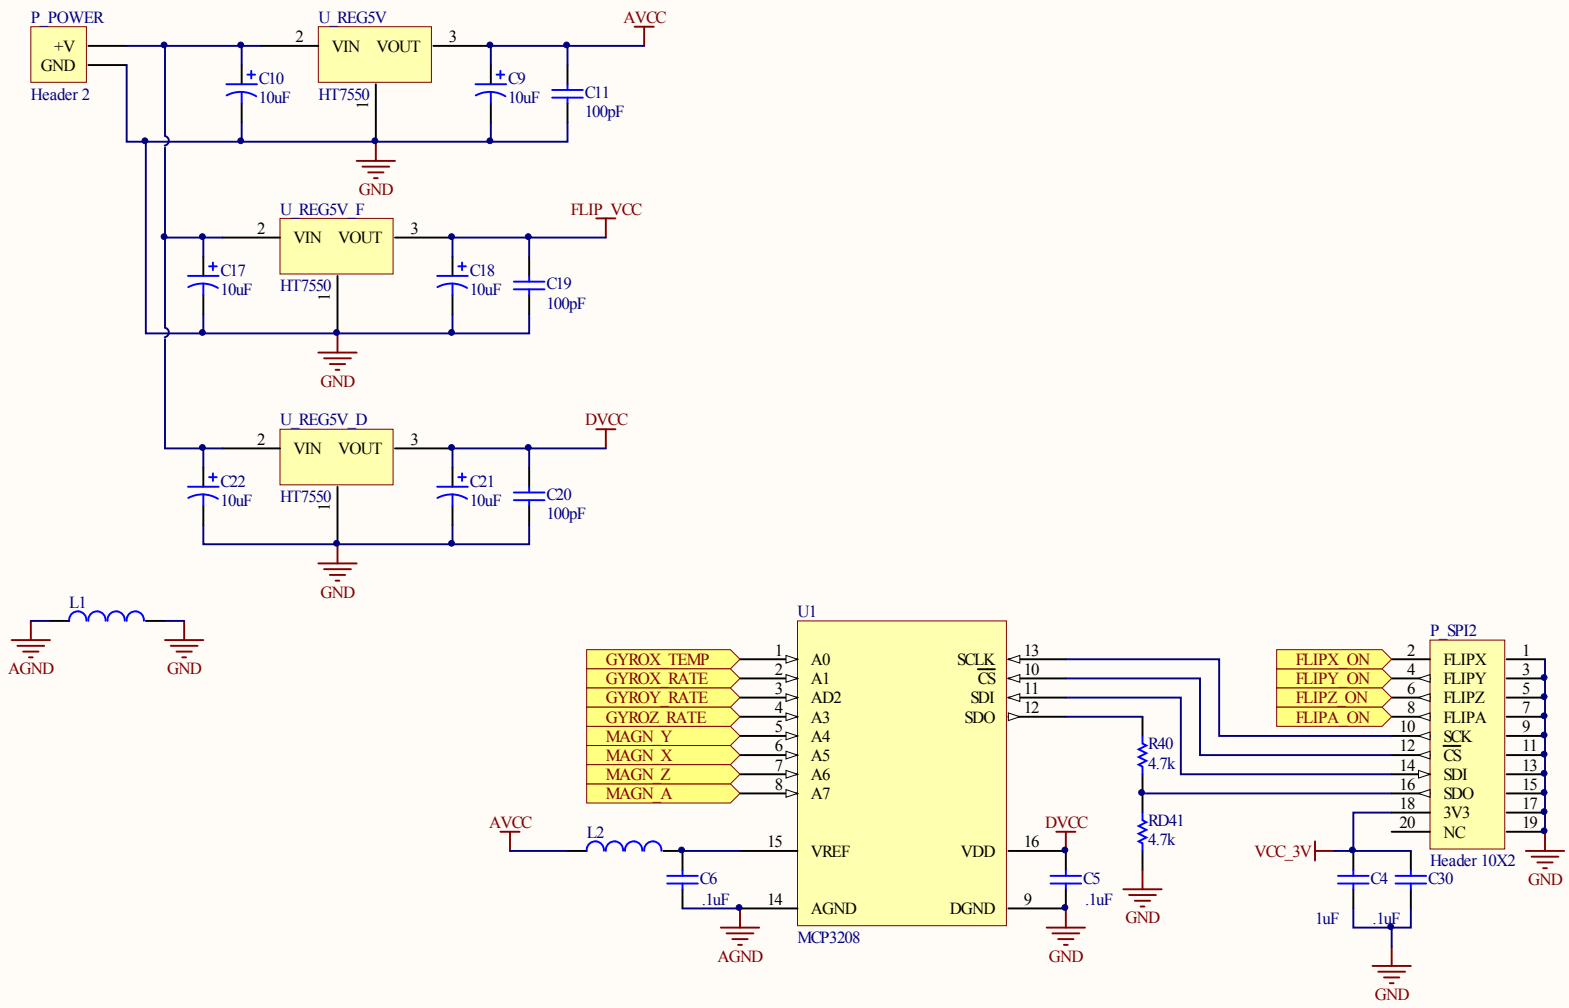 P_POWER
+V
GND
Header 2
U_REG5V
2 VIN VOUT 3
HT7550
1
C10
10uF
C9
10uF
C11
100pF
AVCC
GND
U_REG5V_F
2 VIN VOUT 3
HT7550
1
C17
10uF
C18
10uF
C19
100pF
FLIP_VCC
GND
U_REG5V_D
2 VIN VOUT 3
HT7550
1
C22
10uF
C21
10uF
C20
100pF
DVCC
GND
L1
AGND
GND
U1
GYROX_TEMP 1 A0
GYROX_RATE 2 A1
GYROY_RATE 3 AD2
GYROZ_RATE 4 A3
MAGN_Y 5 A4
MAGN_X 6 A5
MAGN_Z 7 A6
MAGN_A 8 A7
SCLK 13
CS 10
SDI 11
SDO 12
AVCC
L2
15 VREF
C6
.1uF
14 AGND
AGND
MCP3208
VDD 16
DVCC
C5
.1uF
DGND 9
GND
R40
4.7k
RD41
4.7k
GND
P_SPI2
FLIPX_ON 2 FLIPX 1
FLIPY_ON 4 FLIPY 3
FLIPZ_ON 6 FLIPZ 5
FLIPA_ON 8 FLIPA 7
10 SCK 9
12 CS 11
14 SDI 13
16 SDO 15
18 3V3 17
20 NC 19
Header 10X2
GND
VCC_3V
C4
1uF
C30
.1uF
GND